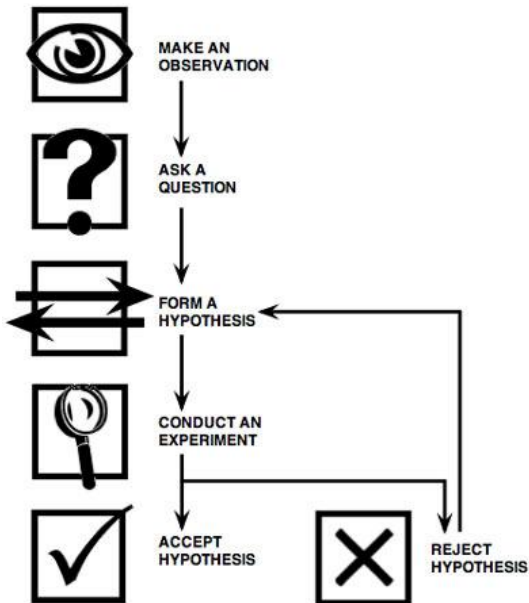 MAKE AN
OBSERVATION
ASK A
QUESTION
FORM A
HYPOTHESIS
CONDUCT AN
EXPERIMENT
ACCEPT
HYPOTHESIS
REJECT
HYPOTHESIS